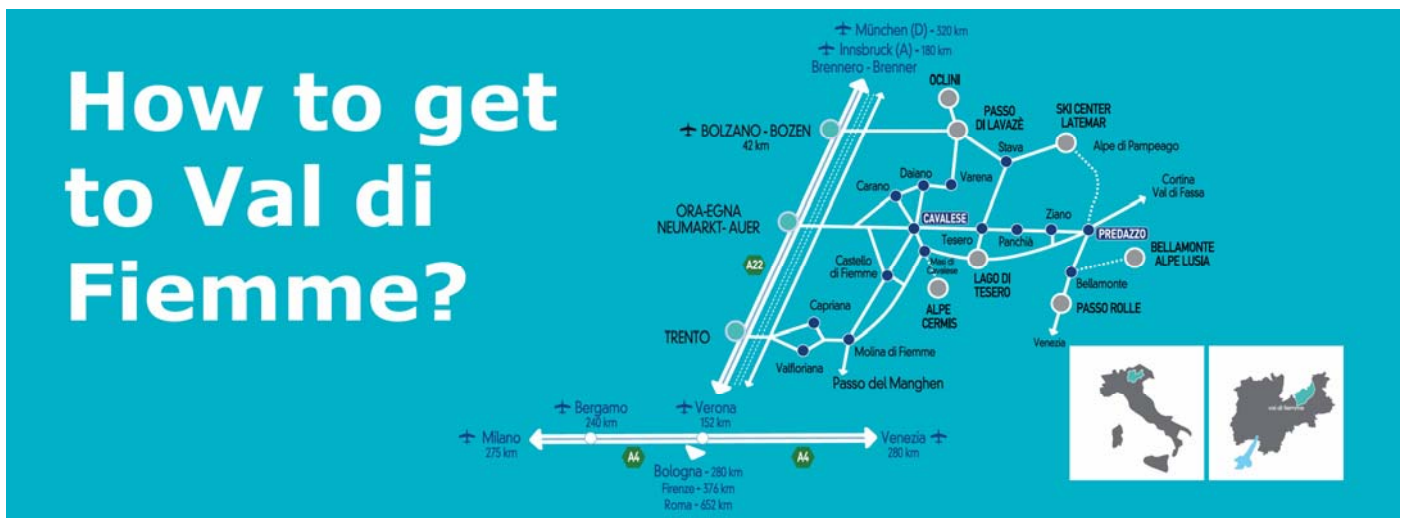 How to get
to Val di
Fiemme?
München (D) - 320 km
Innsbruck (A) - 180 km
Brennero - Brenner
OCLINI
PASSO
DI LAVAZÈ
SKI CENTER
LATEMAR
BOLZANO - BOZEN
42 km
Stava
Alpe di Pampeago
Daiano
Varena
Carano
Cortina
Val di Fassa
ORA-EGNA
NEUMARKT- AUER
CAVALESE
Tesero
Panchià
Ziano
PREDAZZO
BELLAMONTE
ALPE LUSIA
A22
Castello
di Fiemme
Masi di
Cavalese
LAGO DI
TESERO
Bellamonte
ALPE
CERMIS
PASSO ROLLE
Capriana
TRENTO
Venezia
Valfloriana
Molina di Fiemme
Passo del Manghen
Bergamo
240 km
Verona
152 km
Milano
275 km
Venezia
280 km
A4
A4
Bologna - 280 km
Firenze - 376 km
Roma - 652 km
val di fiemme